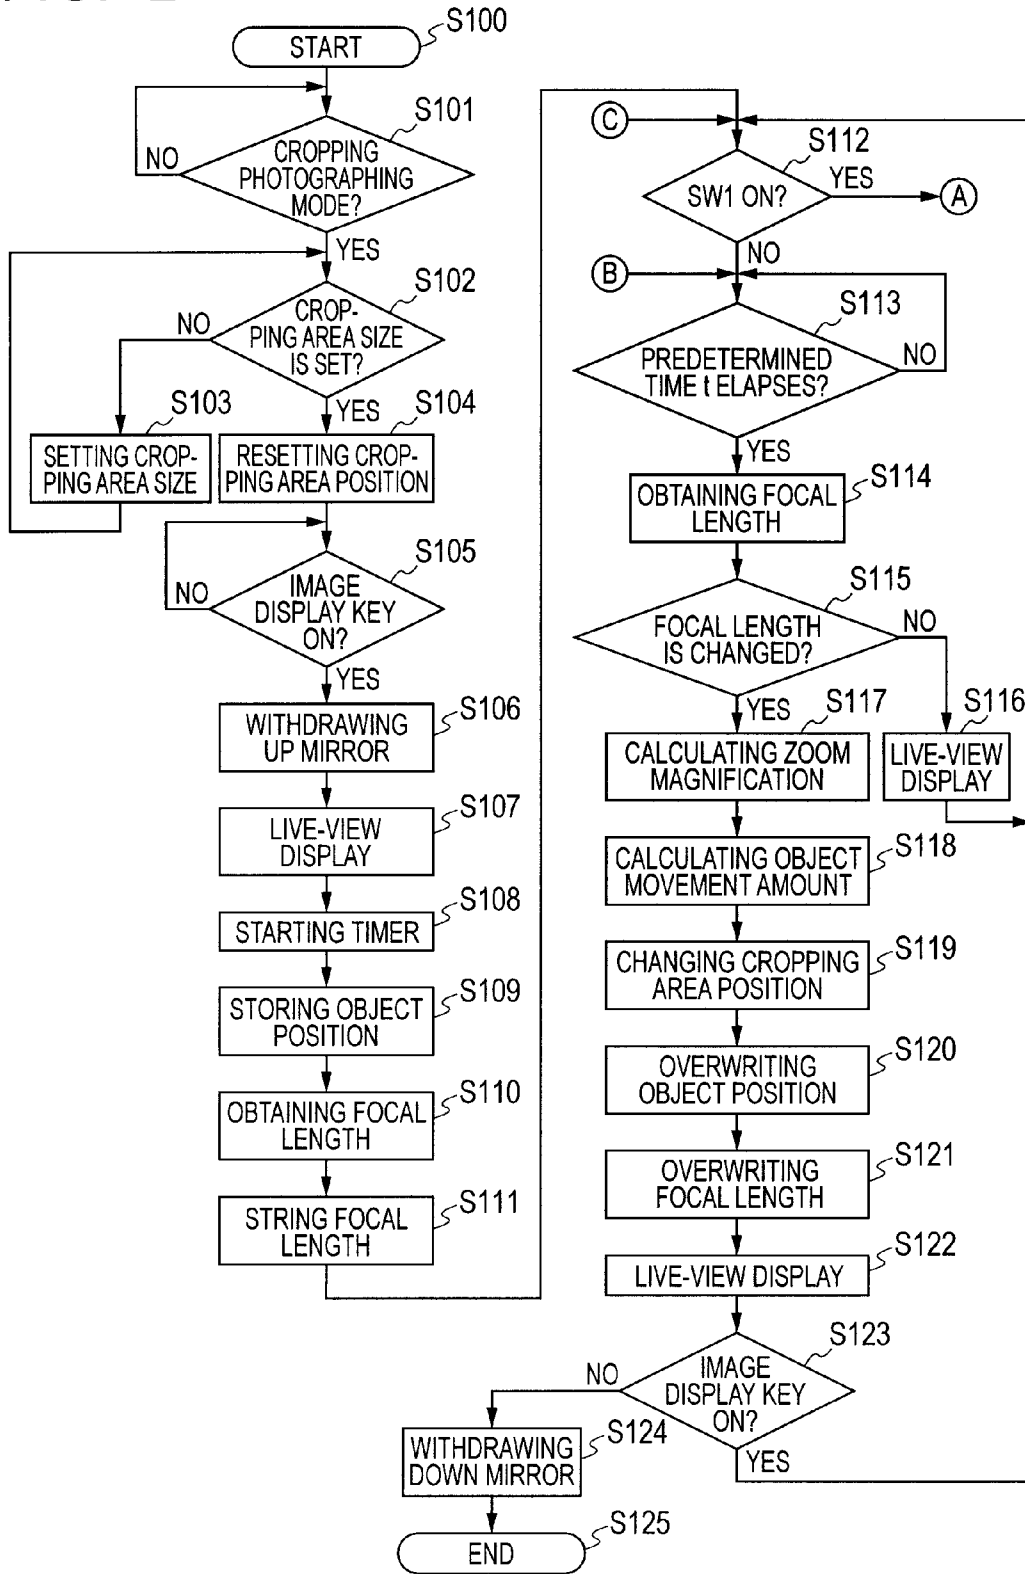 START
S100
S101
CROPPING
PHOTOGRAPHING
MODE?
NO
YES
S102
CROP-
PING AREA SIZE
IS SET?
NO
YES
S103
SETTING CROP-
PING AREA SIZE
S104
RESETTING CROP-
PING AREA POSITION
S105
IMAGE
DISPLAY KEY
ON?
NO
YES
S106
WITHDRAWING
UP MIRROR
S107
LIVE-VIEW
DISPLAY
S108
STARTING TIMER
S109
STORING OBJECT
POSITION
S110
OBTAINING FOCAL
LENGTH
S111
STRING FOCAL
LENGTH
C
S112
SW1 ON?
YES
A
NO
B
S113
PREDETERMINED
TIME t ELAPSES?
NO
YES
S114
OBTAINING FOCAL
LENGTH
S115
FOCAL LENGTH
IS CHANGED?
NO
YES
S116
LIVE-VIEW
DISPLAY
S117
CALCULATING ZOOM
MAGNIFICATION
S118
CALCULATING OBJECT
MOVEMENT AMOUNT
S119
CHANGING CROPPING
AREA POSITION
S120
OVERWRITING
OBJECT POSITION
S121
OVERWRITING
FOCAL LENGTH
S122
LIVE-VIEW DISPLAY
S123
IMAGE
DISPLAY KEY
ON?
NO
YES
S124
WITHDRAWING
DOWN MIRROR
S125
END